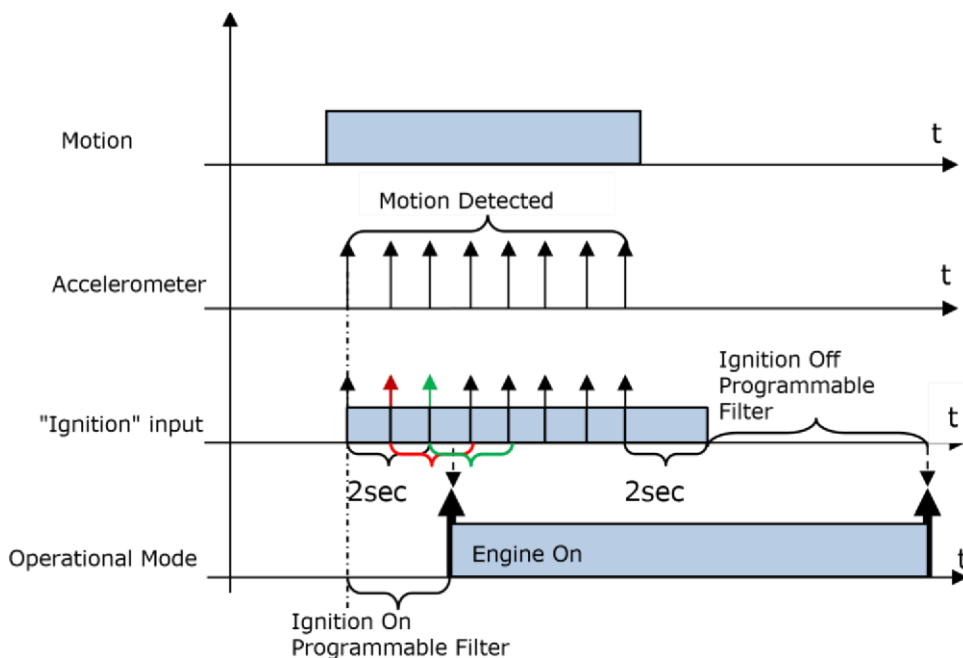 Motion
t
Motion Detected
Accelerometer
t
Ignition Off
Programmable
Filter
"Ignition" input
t
2sec
2sec
Operational Mode
Engine On
t
Ignition On
Programmable Filter